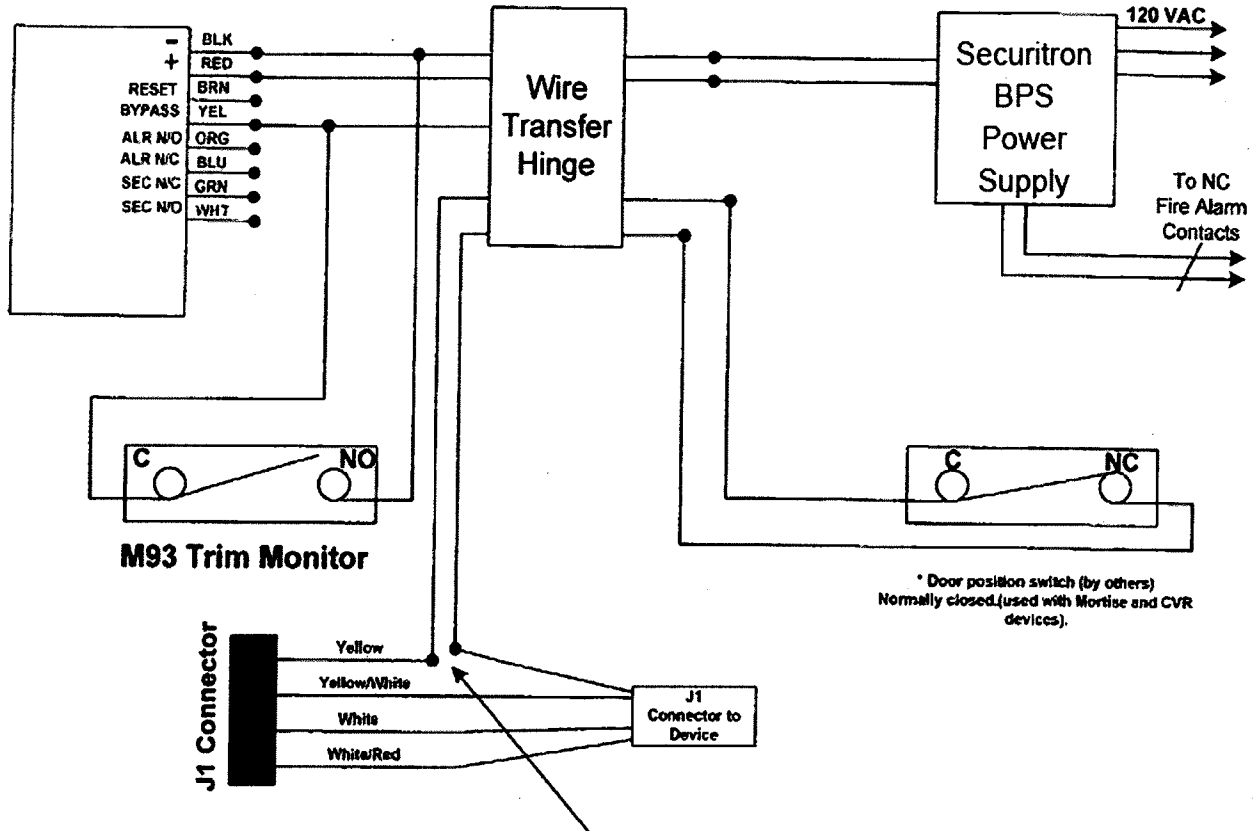 - BLK
+ RED
RESET BRN
BYPASS YEL
ALR N/O ORG
ALR N/C BLU
SEC N/C GRN
SEC N/O WHT
Wire
Transfer
Hinge
Securitron
BPS
Power
Supply
120 VAC
To NC
Fire Alarm
Contacts
C NO
M93 Trim Monitor
C NC
* Door position switch (by others)
Normally closed.(used with Mortise and CVR
devices).
J1 Connector
Yellow
Yellow/White
White
White/Red
J1
Connector to
Device